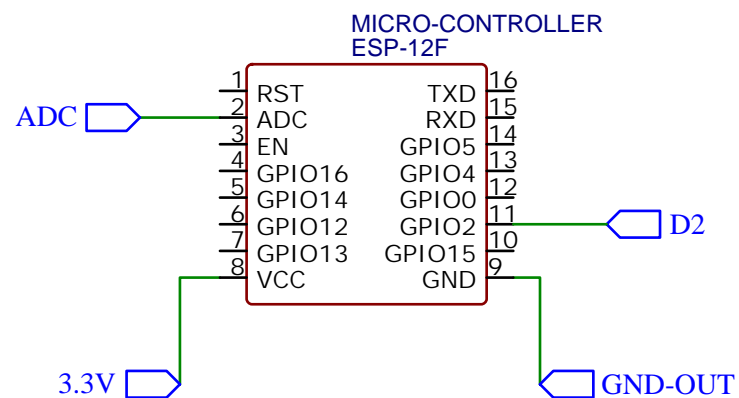 MICRO-CONTROLLER
ESP-12F
1 RST TXD 16
ADC 2 ADC RXD 15
3 EN GPIO5 14
4 GPIO16 GPIO4 13
5 GPIO14 GPIO0 12
6 GPIO12 GPIO2 11 D2
7 GPIO13 GPIO15 10
8 VCC GND 9
3.3V GND-OUT